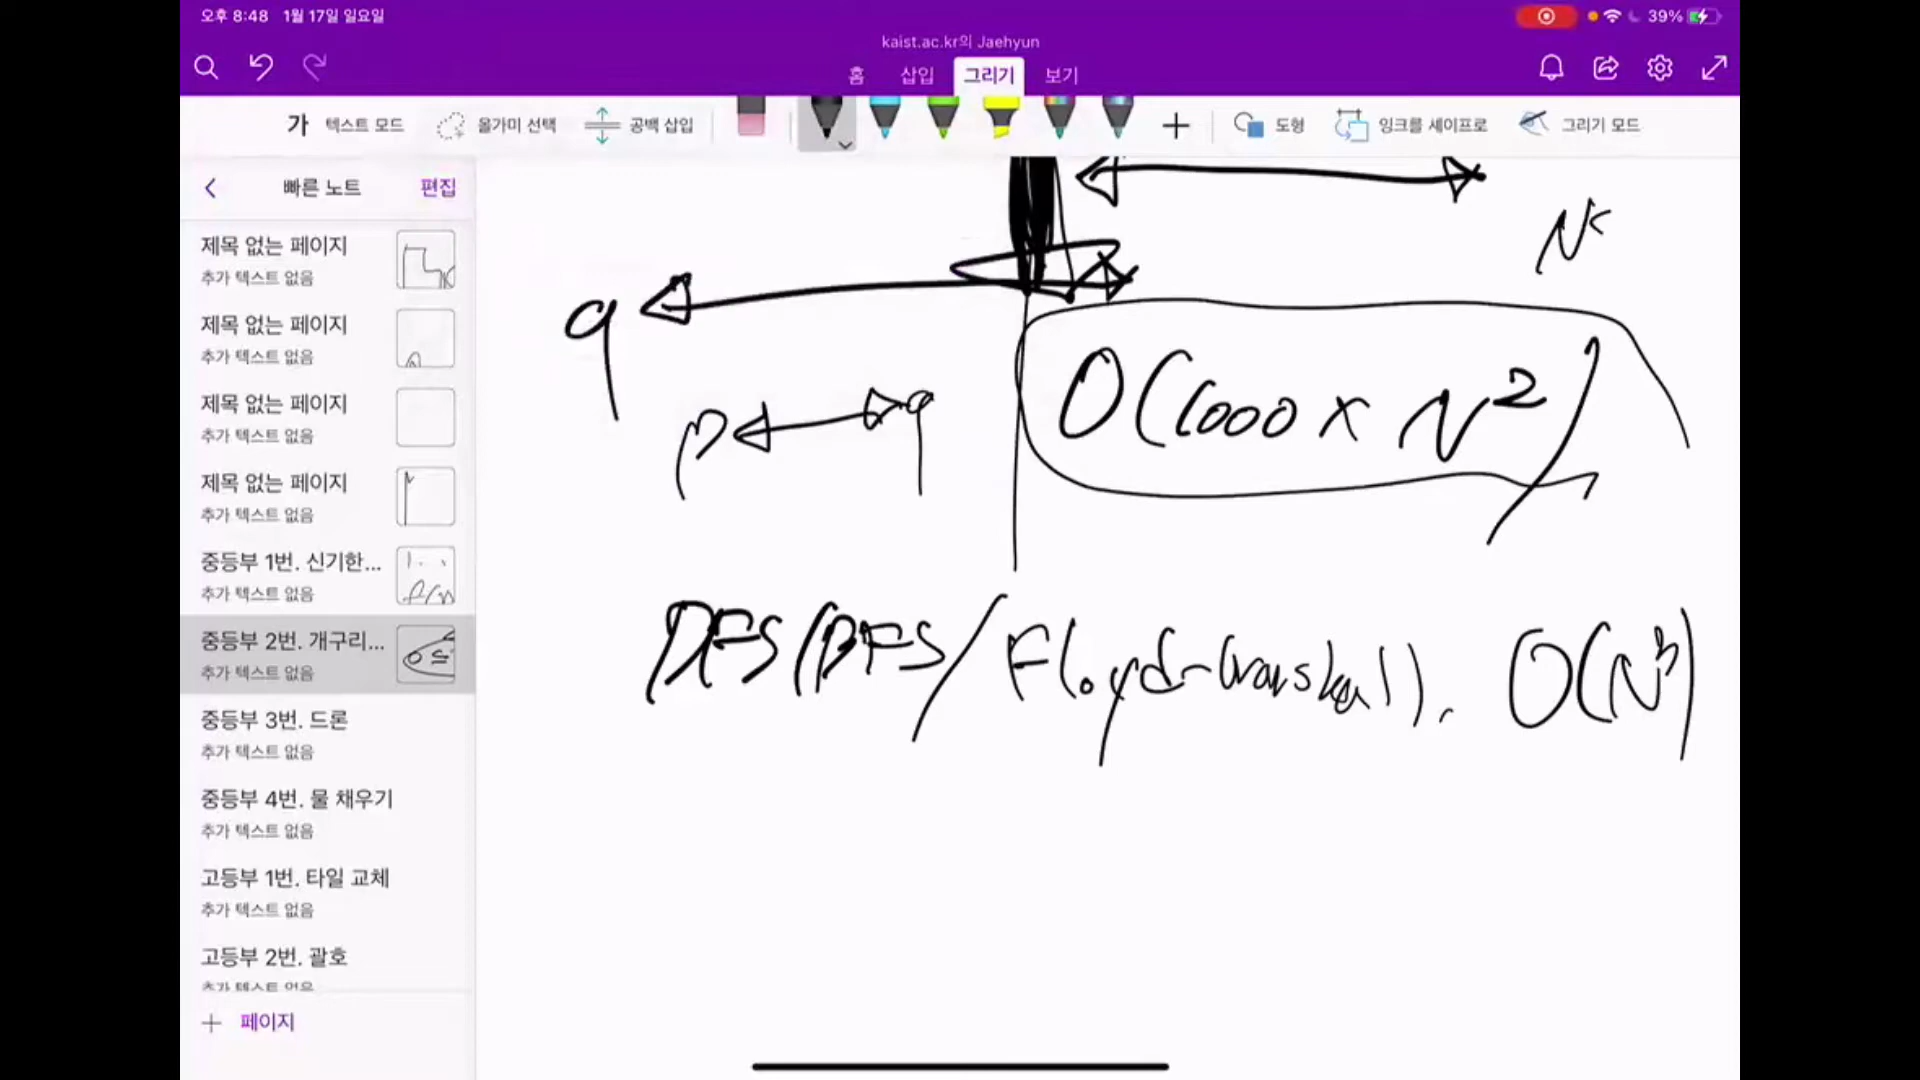 오후 8:48 1월 17일 일요일
39%
kaist.ac.kr의 Jaehyun
홈 삽입 그리기 보기
가 텍스트 모드 올가미 선택 공백 삽입 도형 잉크를 셰이프로 그리기 모드
빠른 노트 편집
제목 없는 페이지
추가 텍스트 없음
제목 없는 페이지
추가 텍스트 없음
제목 없는 페이지
추가 텍스트 없음
제목 없는 페이지
추가 텍스트 없음
중등부 1번. 신기한...
추가 텍스트 없음
중등부 2번. 개구리...
추가 텍스트 없음
중등부 3번. 드론
추가 텍스트 없음
중등부 4번. 물 채우기
추가 텍스트 없음
고등부 1번. 타일 교체
추가 텍스트 없음
고등부 2번. 괄호
추가 텍스트 없음
페이지
q
p q
O(1000 x N²)
DFS/BFS/Floyd-Warshall). O(N³)